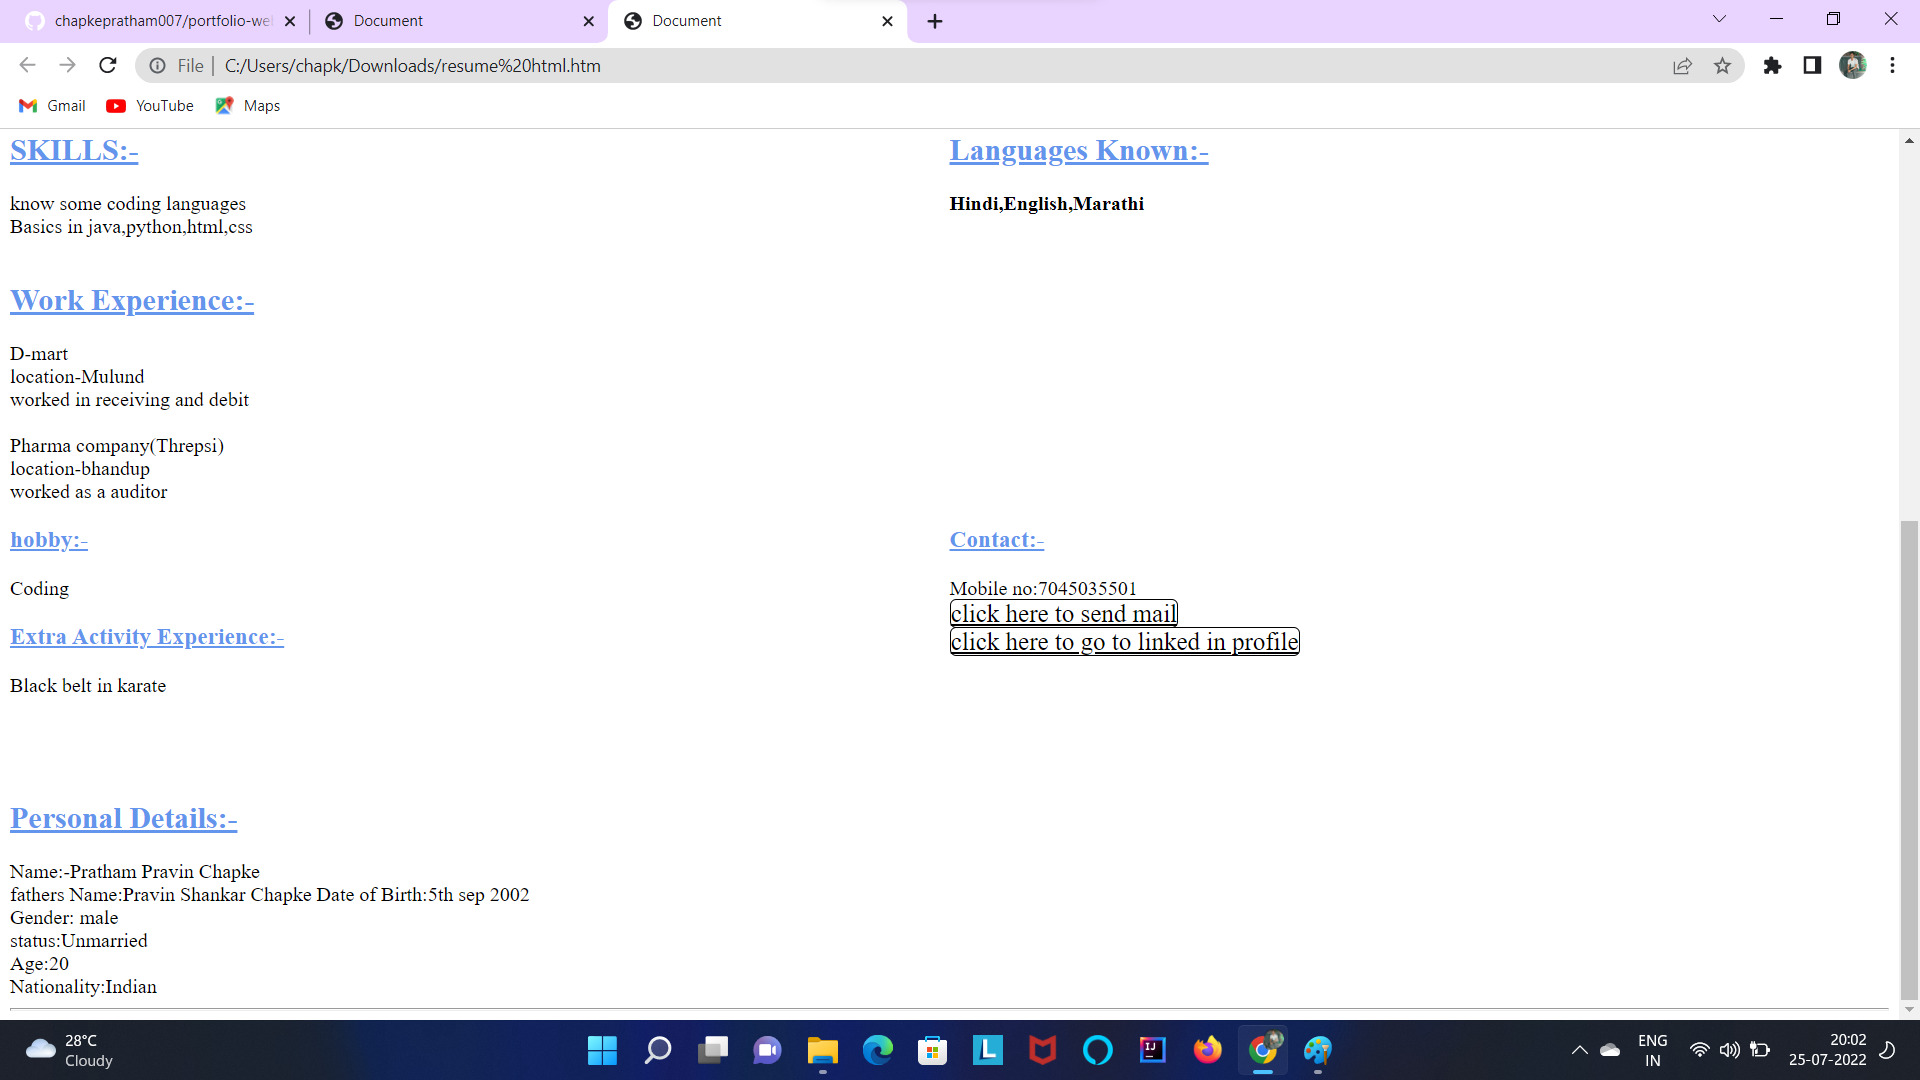 chapkepratham007/portfolio-we
Document
Document
File
C:/Users/chapk/Downloads/resume%20html.htm
Gmail
YouTube
Maps
SKILLS:-
know some coding languages
Basics in java,python,html,css
Languages Known:-
Hindi,English,Marathi
Work Experience:-
D-mart
location-Mulund
worked in receiving and debit
Pharma company(Threpsi)
location-bhandup
worked as a auditor
hobby:-
Coding
Extra Activity Experience:-
Black belt in karate
Contact:-
Mobile no:7045035501
click here to send mail
click here to go to linked in profile
Personal Details:-
Name:-Pratham Pravin Chapke
fathers Name:Pravin Shankar Chapke Date of Birth:5th sep 2002
Gender: male
status:Unmarried
Age:20
Nationality:Indian
28°C
Cloudy
L
IJ
ENG
IN
20:02
25-07-2022